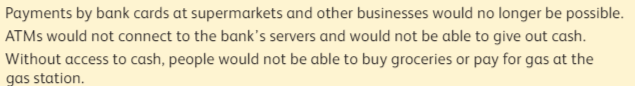 Payments by bank cards at supermarkets and other businesses would no longer be possible.
ATMs would not connect to the bank's servers and would not be able to give out cash.
Without access to cash, people would not be able to buy groceries or pay for gas at the
gas station.